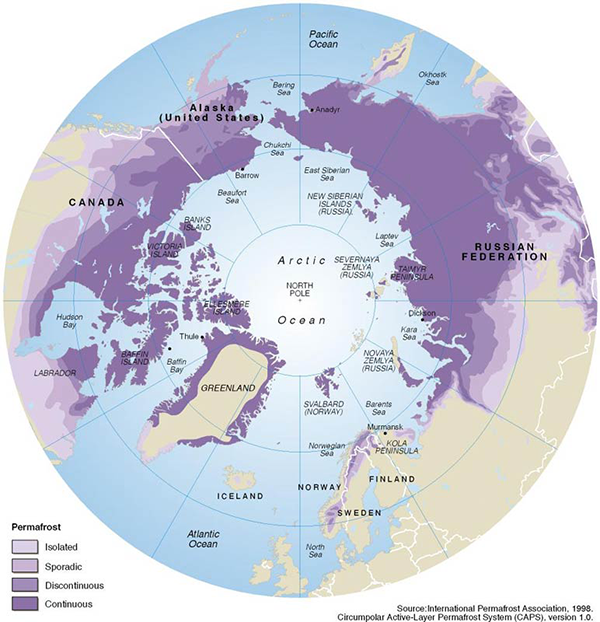 Pacific
Ocean
Okhostk
Sea
Bering
Sea
Anadyr
Alaska
(United States)
Chukchi
Sea
Barrow
Beaufort
Sea
East Siberian
Sea
NEW SIBERIAN
ISLANDS
(RUSSIA)
CANADA
BANKS
ISLAND
VICTORIA
ISLAND
Laptev
Sea
RUSSIAN
FEDERATION
Arctic
SEVERNAYA
ZEMLYA
(RUSSIA)
TAIMYR
PENINSULA
NORTH
POLE
ELLESMERE
ISLAND
Ocean
Dickson
Kara
Sea
Hudson
Bay
Thule
BAFFIN
ISLAND
Baffin
Bay
NOVAYA
ZEMLYA
(RUSSIA)
LABRADOR
GREENLAND
SVALBARD
(NORWAY)
Barents
Sea
Murmansk
KOLA
PENINSULA
Norwegian
Sea
FINLAND
NORWAY
ICELAND
SWEDEN
Atlantic
Ocean
North
Sea
Permafrost
Isolated
Sporadic
Discontinuous
Continuous
Source:International Permafrost Association, 1998.
Circumpolar Active-Layer Permafrost System (CAPS), version 1.0.